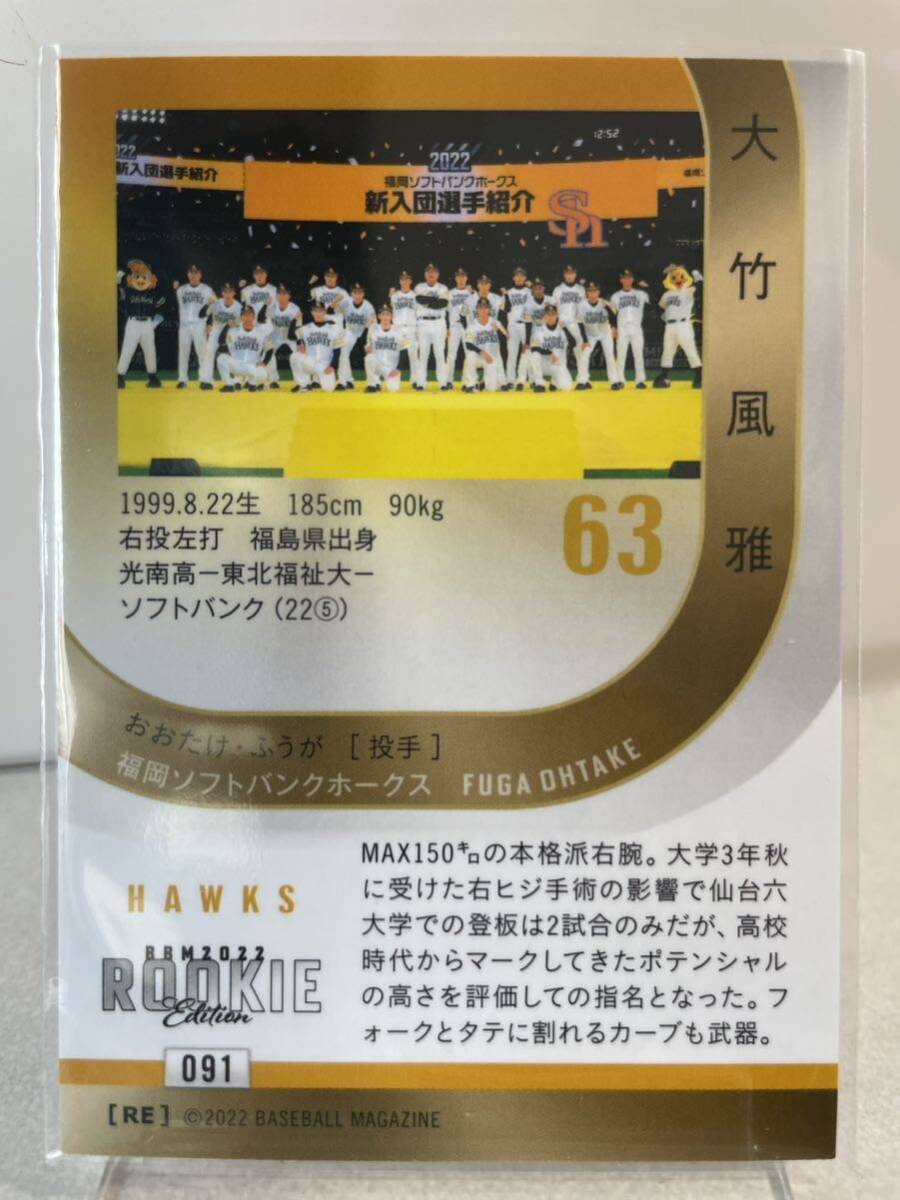 12:52
2022
福岡ソフトバンクホークス
新入団選手紹介
Sh
新入団選手紹介
大竹風雅
1999.8.22生 185cm 90kg
右投左打 福島県出身
光南高ー東北福祉大ー
ソフトバンク（22⑤）
63
おおたけ・ふうが ［投手］
福岡ソフトバンクホークス FUGA OHTAKE
HAWKS
BBM2022
ROOKIE
Edition
091
MAX150㌔の本格派右腕。大学3年秋
に受けた右ヒジ手術の影響で仙台六
大学での登板は2試合のみだが、高校
時代からマークしてきたポテンシャル
の高さを評価しての指名となった。フ
ォークとタテに割れるカーブも武器。
［RE］ ©2022 BASEBALL MAGAZINE